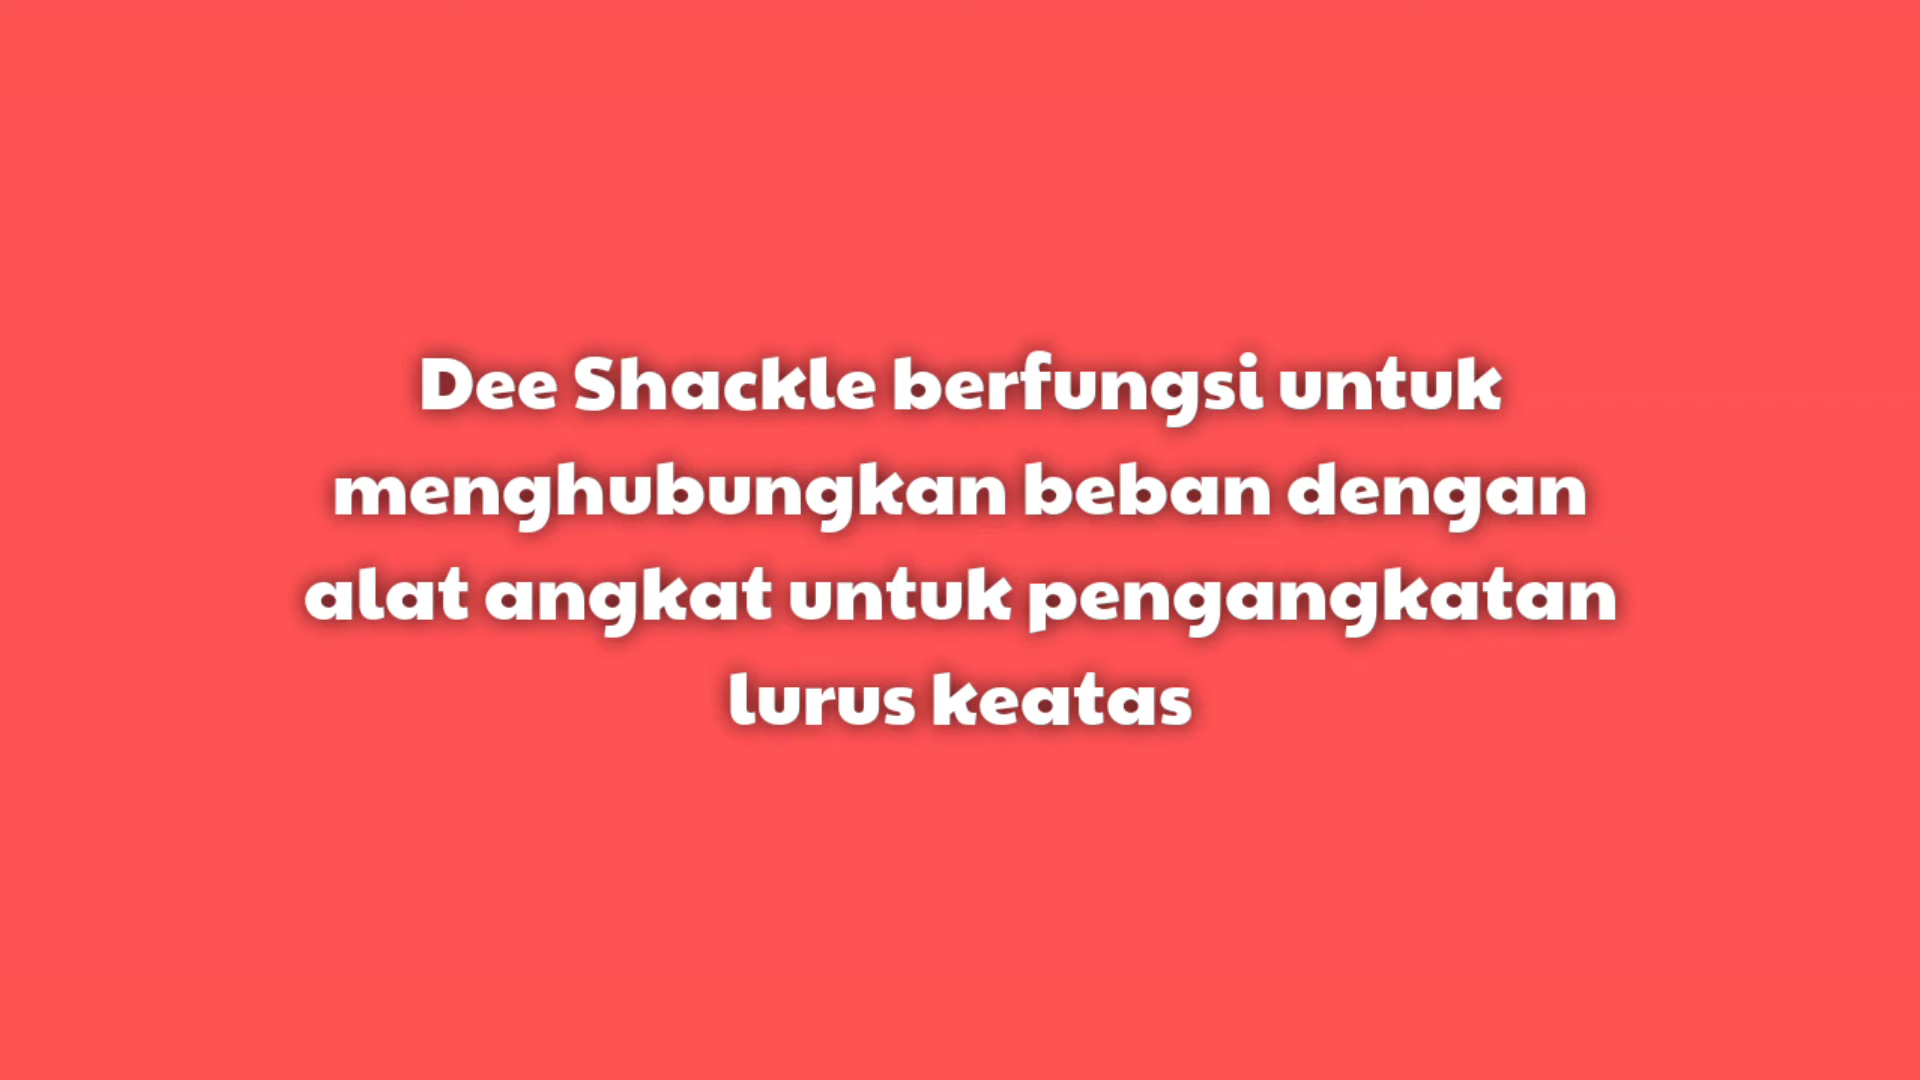 Dee Shackle berfungsi untuk
menghubungkan beban dengan
alat angkat untuk pengangkatan
lurus keatas